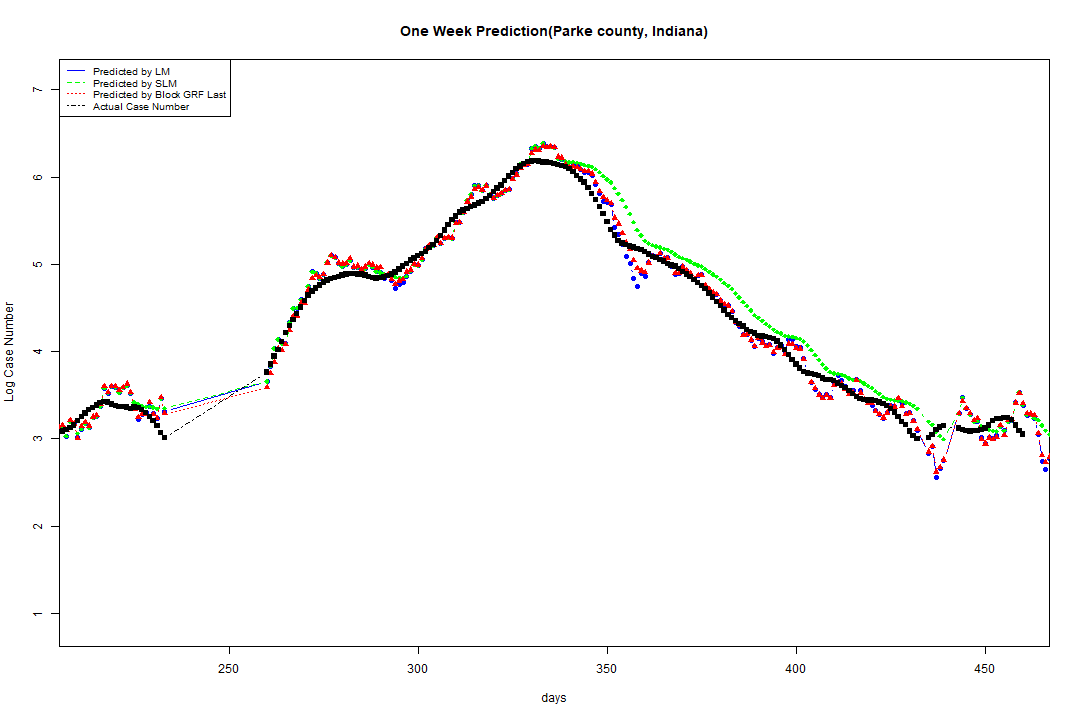 One Week Prediction(Parke county, Indiana)
Predicted by LM
Predicted by SLM
Predicted by Block GRF Last
Actual Case Number
7
6
5
4
3
2
1
Log Case Number
250 300 350 400 450
days